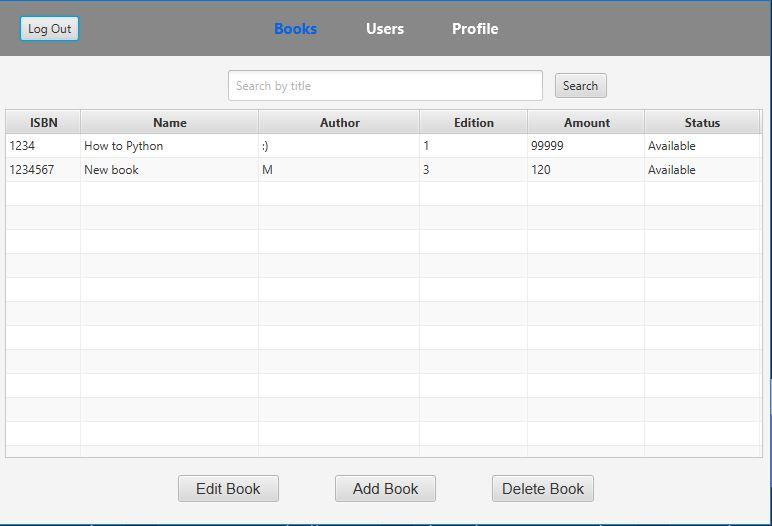 Log Out Books Users Profile
Search by title Search
ISBN Name Author Edition Amount Status
1234 How to Python :) 1 99999 Available
1234567 New book M 3 120 Available
Edit Book Add Book Delete Book